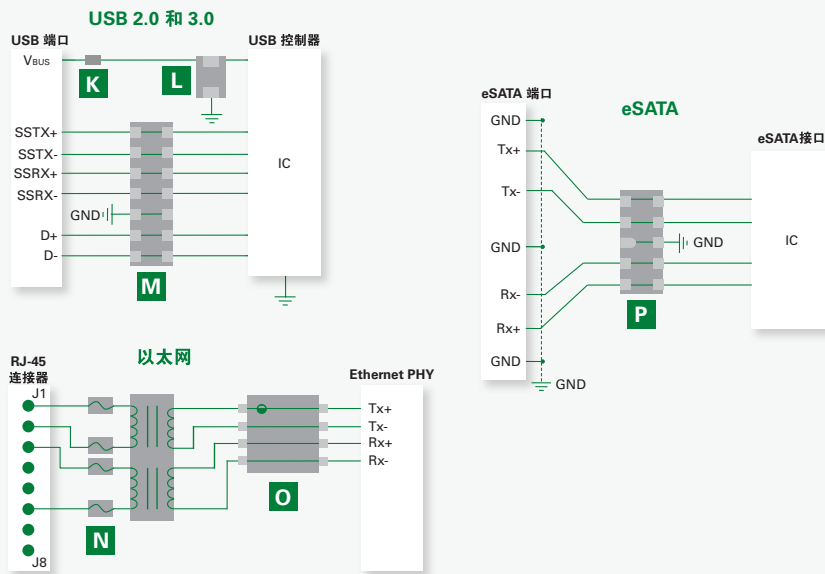 USB 2.0 和 3.0
USB 端口
USB 控制器
VBUS
K
L
SSTX+
SSTX-
SSRX+
SSRX-
GND
D+
D-
IC
M
eSATA 端口
eSATA
eSATA接口
GND
Tx+
Tx-
GND
GND
Rx-
Rx+
GND
GND
IC
P
以太网
RJ-45
连接器
Ethernet PHY
J1
J8
Tx+
Tx-
Rx+
Rx-
N
O